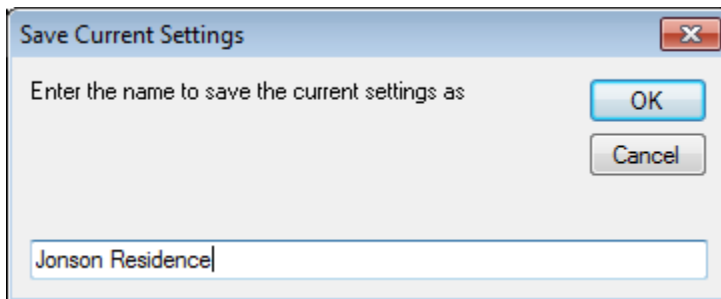 Save Current Settings
Enter the name to save the current settings as
OK
Cancel
Jonson Residence